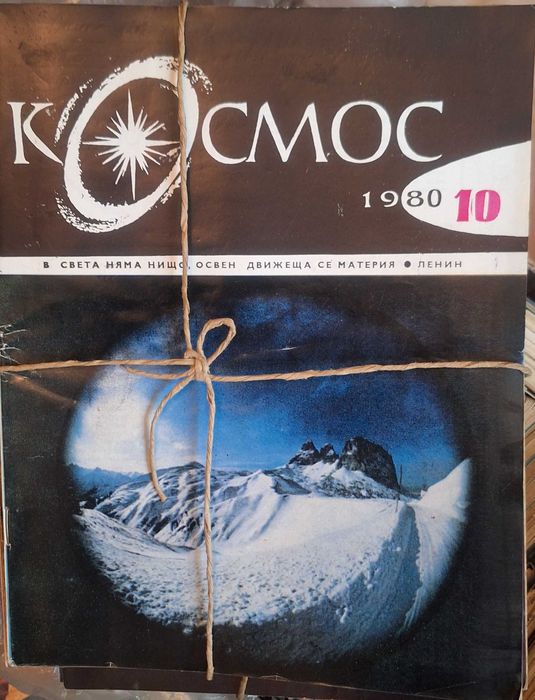 КОСМОС
1980 10
В СВЕТА НЯМА НИЩО, ОСВЕН ДВИЖЕЩА СЕ МАТЕРИЯ ● ЛЕНИН